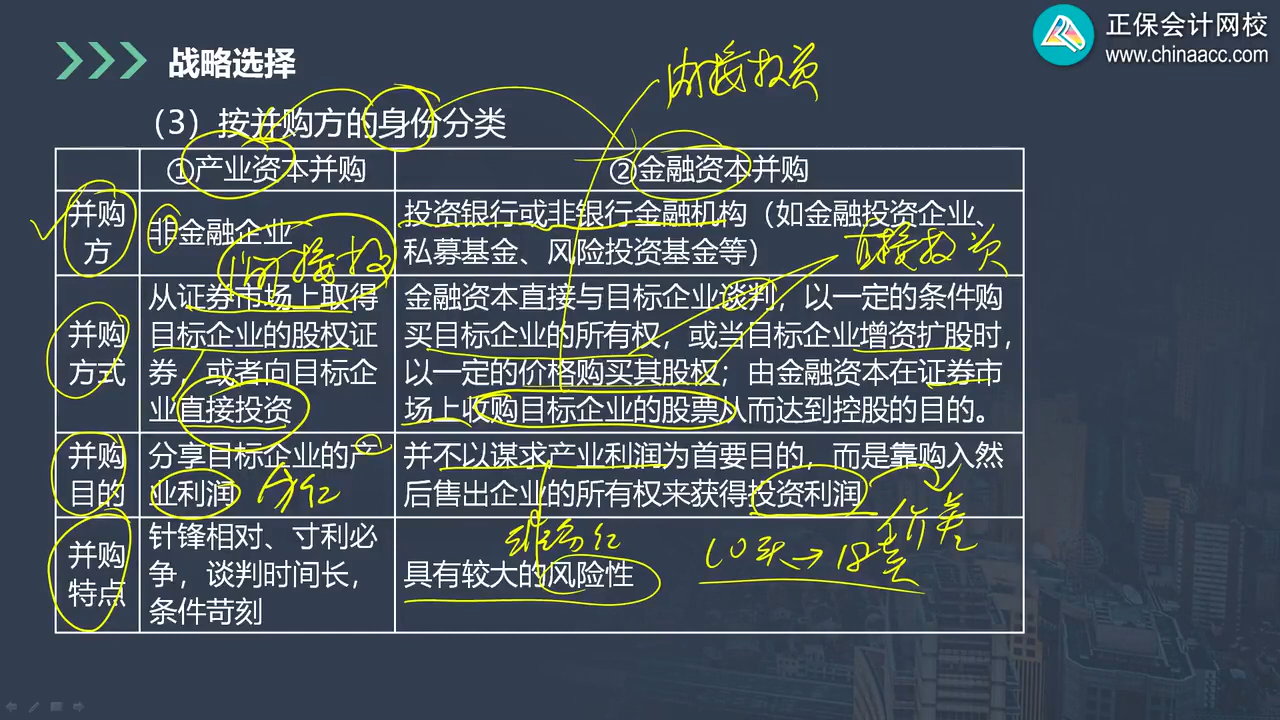 正保会计网校
www.chinaacc.com
战略选择
间接投资
（3）按并购方的身份分类
①产业资本并购
②金融资本并购
并购方
非金融企业
间接投
投资银行或非银行金融机构（如金融投资企业、
私募基金、风险投资基金等）
直接投资
并购方式
从证券市场上取得
目标企业的股权证
券，或者向目标企
业直接投资
金融资本直接与目标企业谈判，以一定的条件购
买目标企业的所有权，或当目标企业增资扩股时，
以一定的价格购买其股权；由金融资本在证券市
场上收购目标企业的股票从而达到控股的目的。
并购目的
分享目标企业的产
业利润
分红
并不以谋求产业利润为首要目的，而是靠购入然
后售出企业的所有权来获得投资利润
价差
并购特点
针锋相对、寸利必
争，谈判时间长，
条件苛刻
非分红
具有较大的风险性
10买→18卖